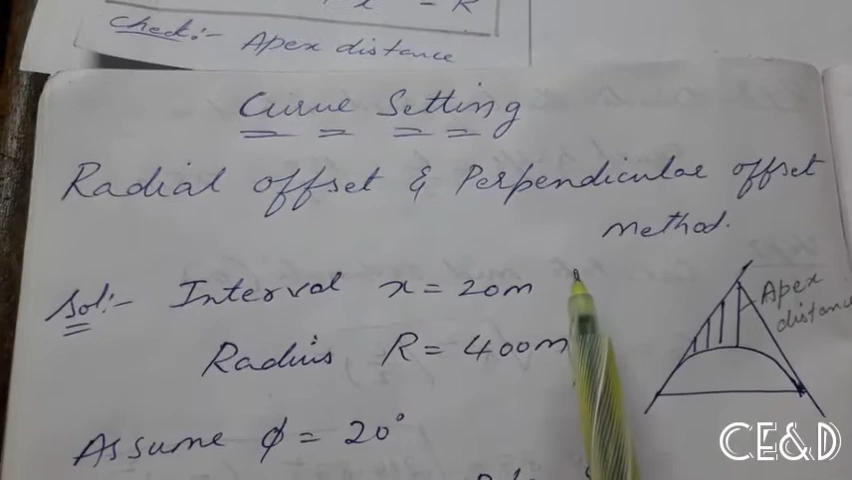 Check:- Apex distance
Curve Setting
Radial offset & Perpendicular offset
method.
Sol:- Interval x = 20m
Radius R = 400m
Apex
distance
Assume ϕ = 20°
CE&D